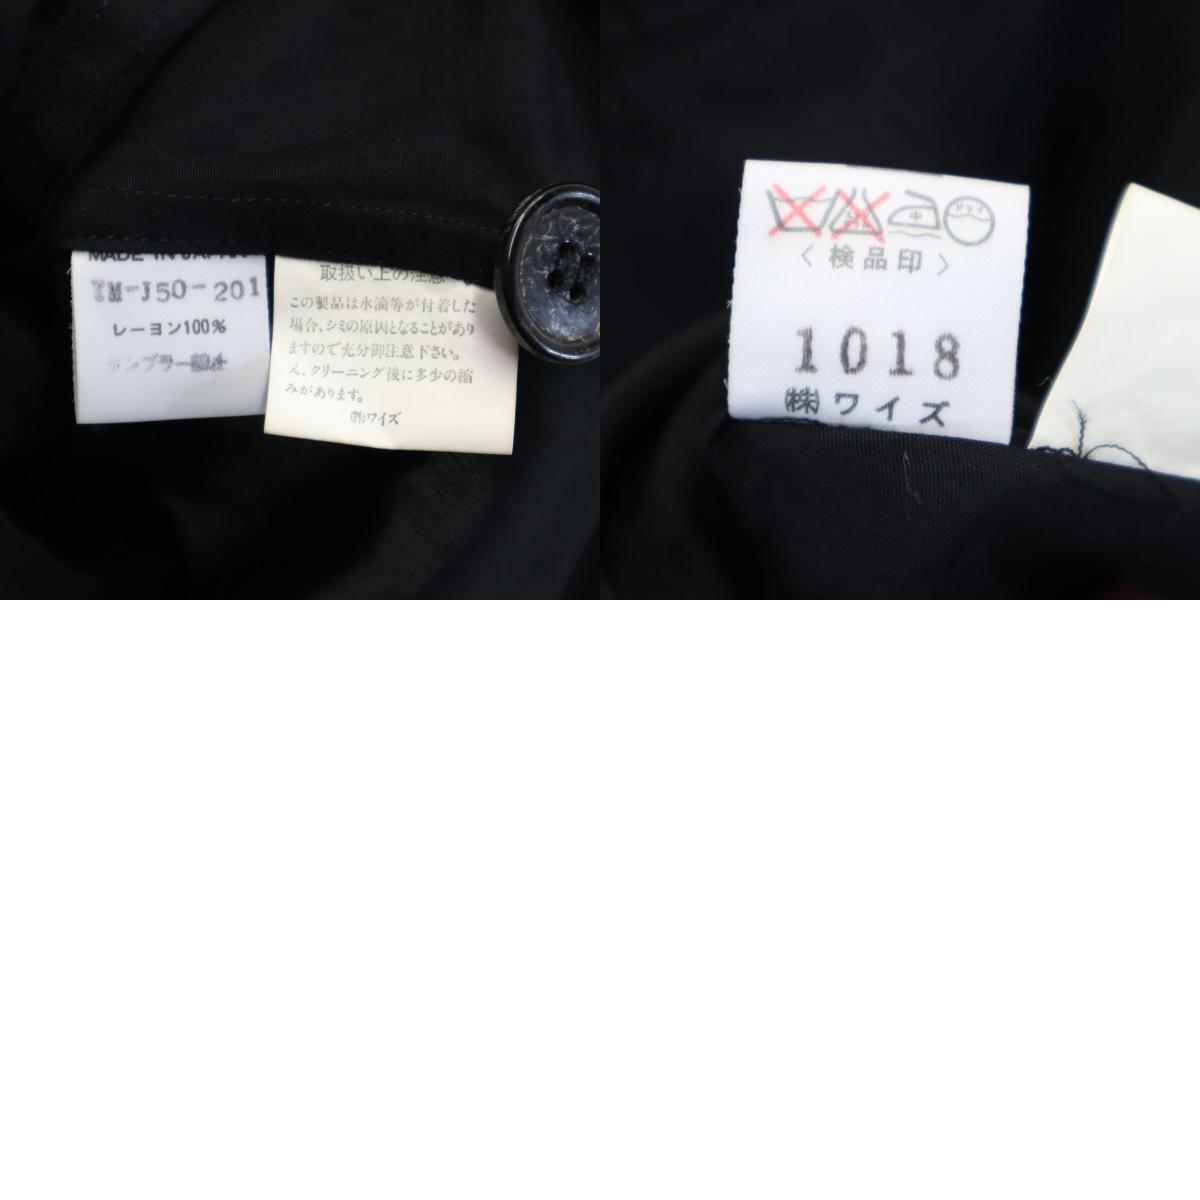 MADE IN JAPAN
YM-J50-201
レーヨン100%
タンブラー
取扱い上の注意
この製品は水滴等が付着した
場合、シミの原因となることがあり
ますので充分御注意下さい。
又、クリーニング後に多少の縮
みがあります。
㈱ワイズ
中 ドライ
〈検品印〉
1018
㈱ワイズ